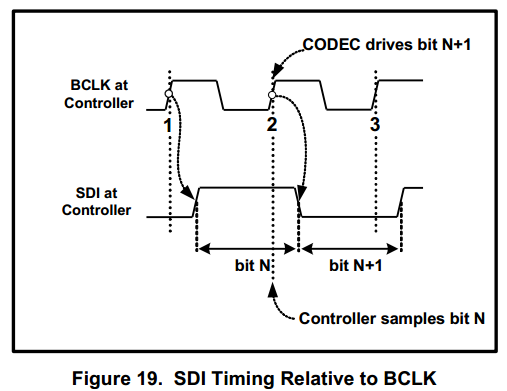 CODEC drives bit N+1
BCLK at
Controller
1
2
3
SDI at
Controller
bit N
bit N+1
Controller samples bit N
Figure 19. SDI Timing Relative to BCLK